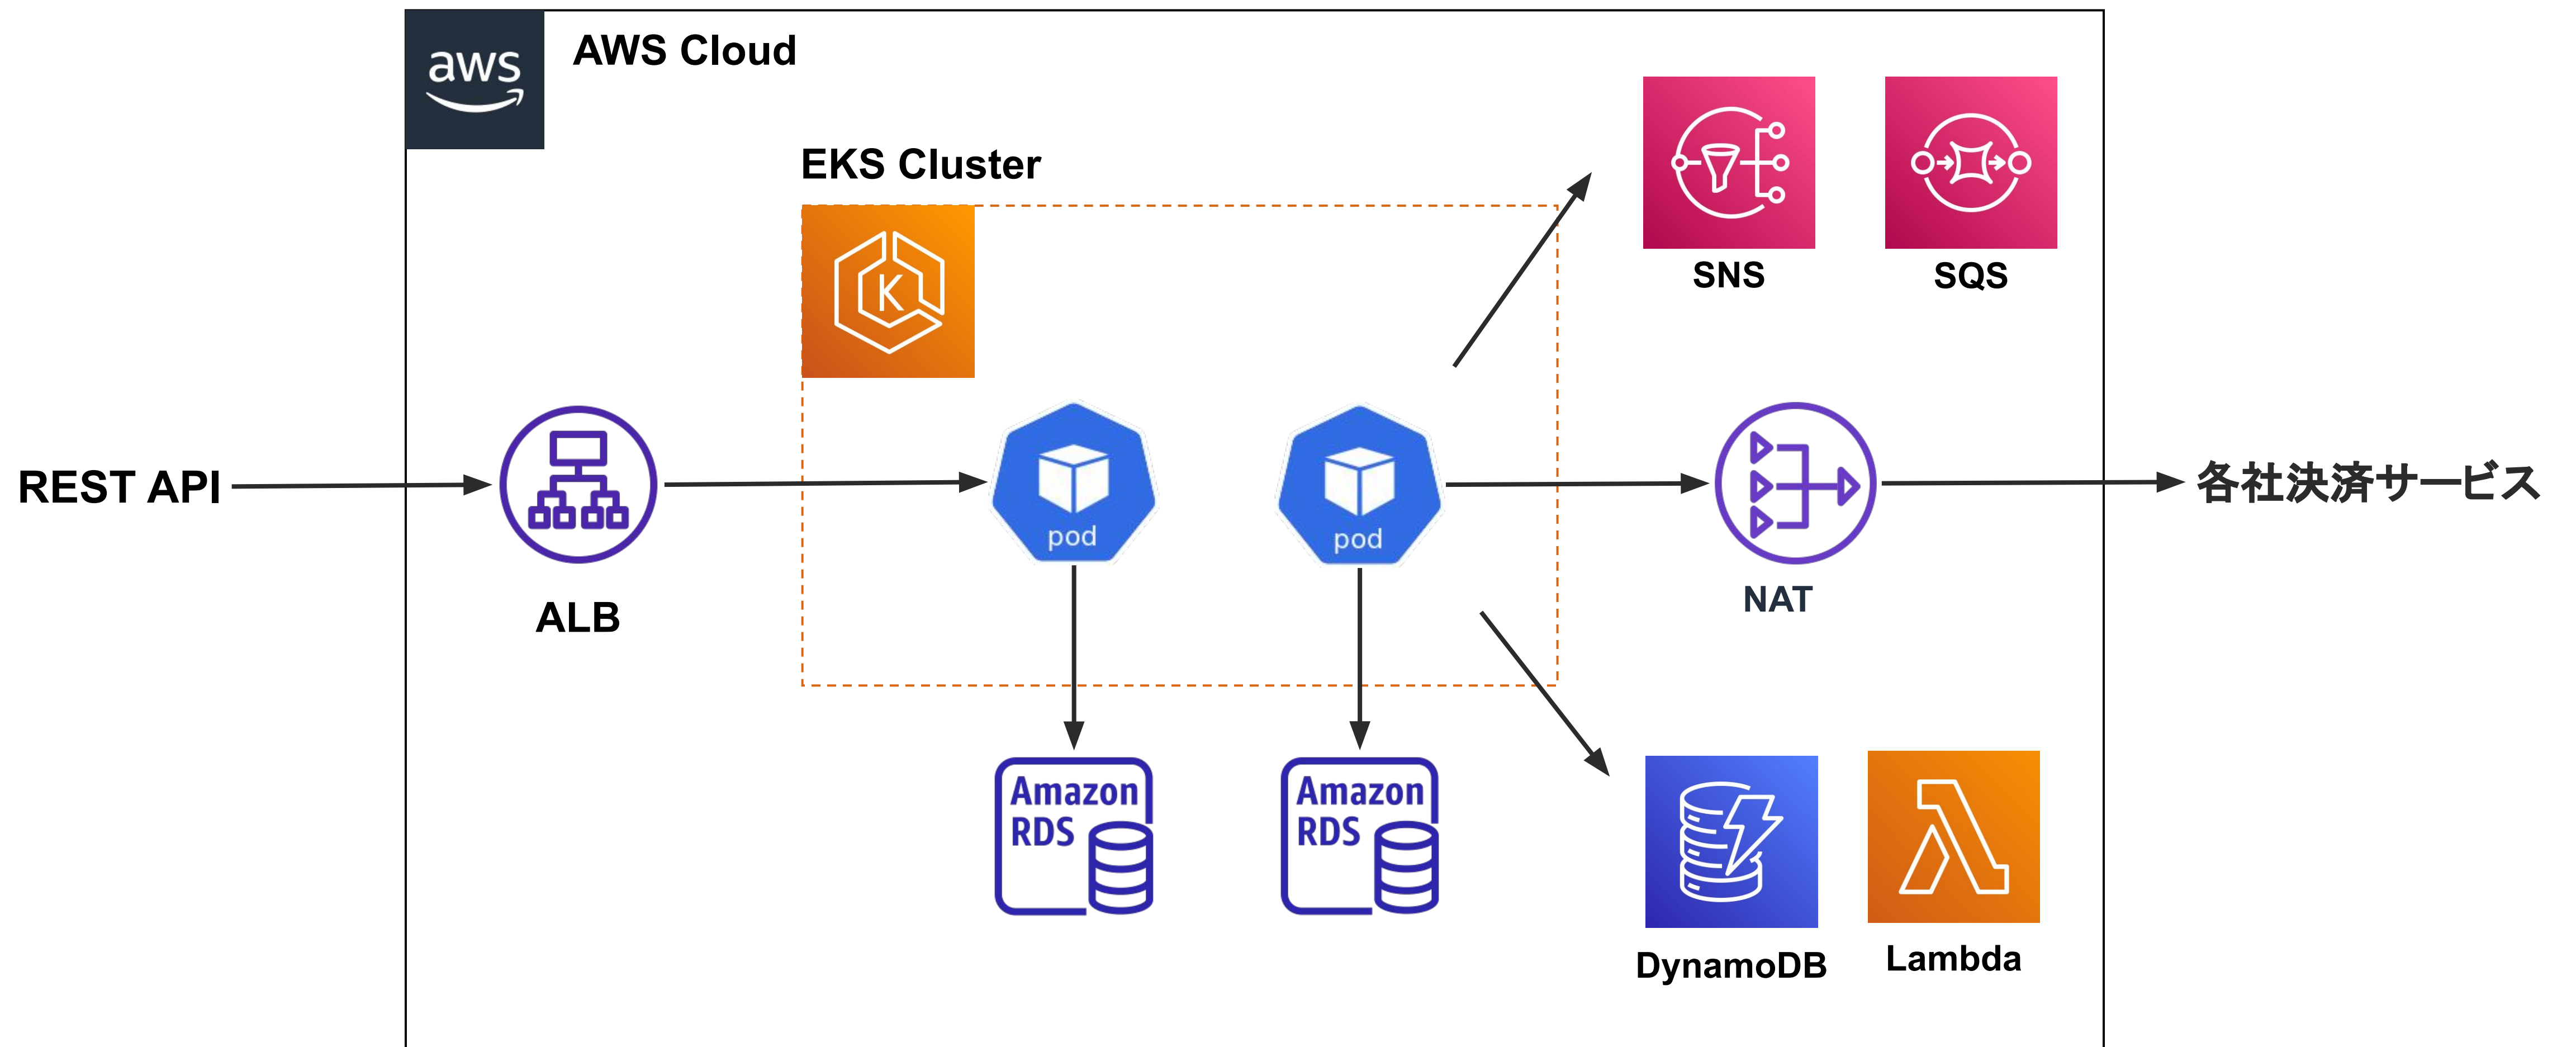 aws
AWS Cloud
EKS Cluster
K
SNS
SQS
REST API
pod
pod
各社決済サービス
ALB
NAT
Amazon
RDS
Amazon
RDS
DynamoDB
Lambda